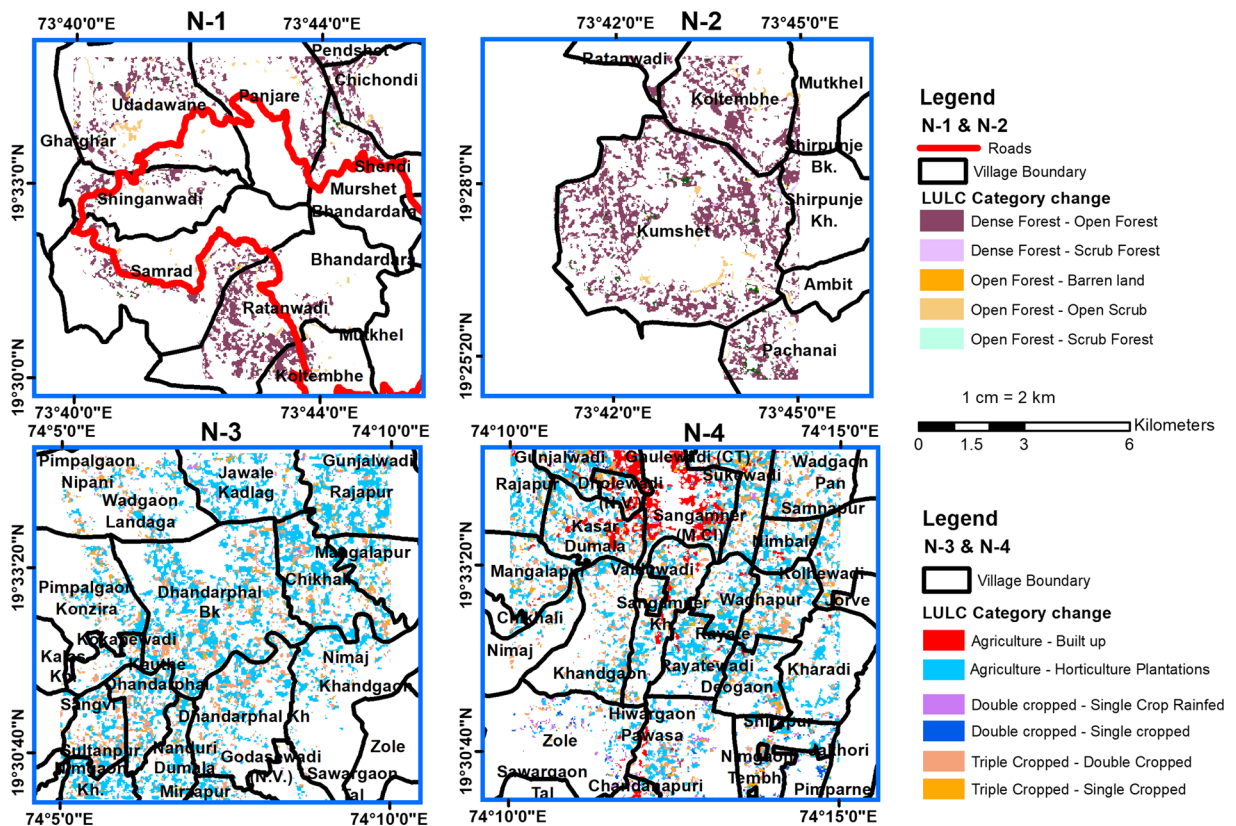 N-1
73°40'0"E
73°44'0"E
Pendshet
Chichondi
Udadawane
Panjare
Ghatghar
Shendi
Murshet
Shinganwadi
Bhandardara
Bhandardara
Samrad
Ratanwadi
Mutkhel
Koltembhe
19°33'0"N
19°30'0"N
73°40'0"E
73°44'0"E
N-2
73°42'0"E
73°45'0"E
Ratanwadi
Koltembhe
Mutkhel
Shirpunje
Bk.
Shirpunje
Kh.
Kumshet
Ambit
Pachanai
19°28'0"N
19°25'20"N
73°42'0"E
73°45'0"E
Legend
N-1 & N-2
Roads
Village Boundary
LULC Category change
Dense Forest - Open Forest
Dense Forest - Scrub Forest
Open Forest - Barren land
Open Forest - Open Scrub
Open Forest - Scrub Forest
1 cm = 2 km
Kilometers
0 1.5 3 6
N-3
74°5'0"E
74°10'0"E
Pimpalgaon
Nipani
Jawale
Kadlag
Gunjalwadi
Rajapur
Wadgaon
Landaga
Mangalapur
Chikhali
Pimpalgaon
Konzira
Dhandarphal
Bk
Kokanewadi
Kalas
Kauthe
Dhandarphal
Nimaj
Khandgaon
Sangvi
Dhandarphal Kh
Sultanpur
Nimgaon
Kh.
Nanduri
Dumala
Godasewadi
(N.V.)
Zole
Sawargaon
Tal
Mirzapur
19°33'20"N
19°30'40"N
74°5'0"E
74°10'0"E
N-4
74°10'0"E
74°15'0"E
Gunjalwadi
Gaulewadi (CT)
Wadgaon
Pan
Rajapur
Dholewadi
(N.V.)
Sukewadi
Samnapur
Kasar
Dumala
Sangamner
(M Cl)
Nimbale
Mangalapur
Kolhewadi
Jorve
Chikhali
Sangamner
Kh.
Waghapur
Rayate
Nimaj
Khandgaon
Rayatewadi
Deogaon
Kharadi
Hiwargaon
Pawasa
Zole
Nimgaon
Tembhi
Jakhori
Sawargaon
Tal
Chandanapuri
Pimparne
19°33'20"N
19°30'40"N
74°10'0"E
74°15'0"E
Legend
N-3 & N-4
Village Boundary
LULC Category change
Agriculture - Built up
Agriculture - Horticulture Plantations
Double cropped - Single Crop Rainfed
Double cropped - Single cropped
Triple Cropped - Double Cropped
Triple Cropped - Single Cropped